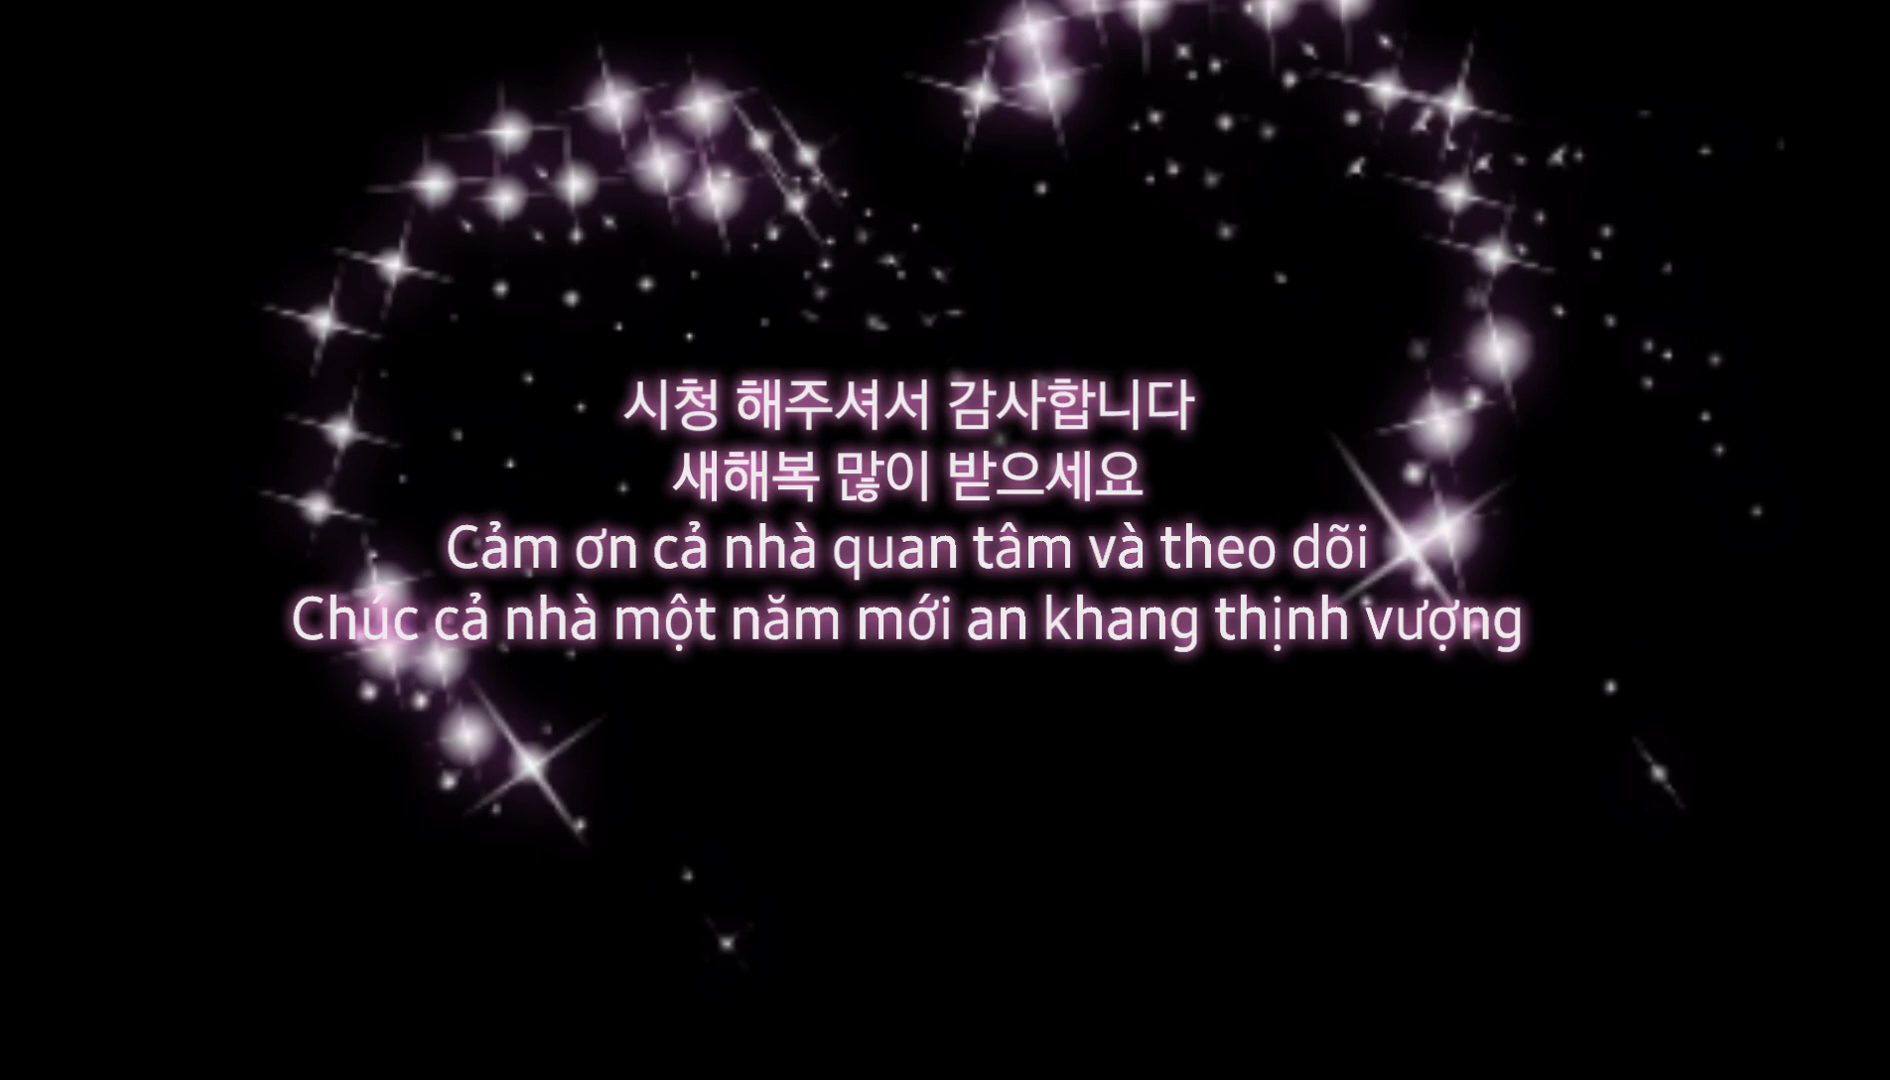 시청 해주셔서 감사합니다
새해복 많이 받으세요
Cảm ơn cả nhà quan tâm và theo dõi
Chúc cả nhà một năm mới an khang thịnh vượng